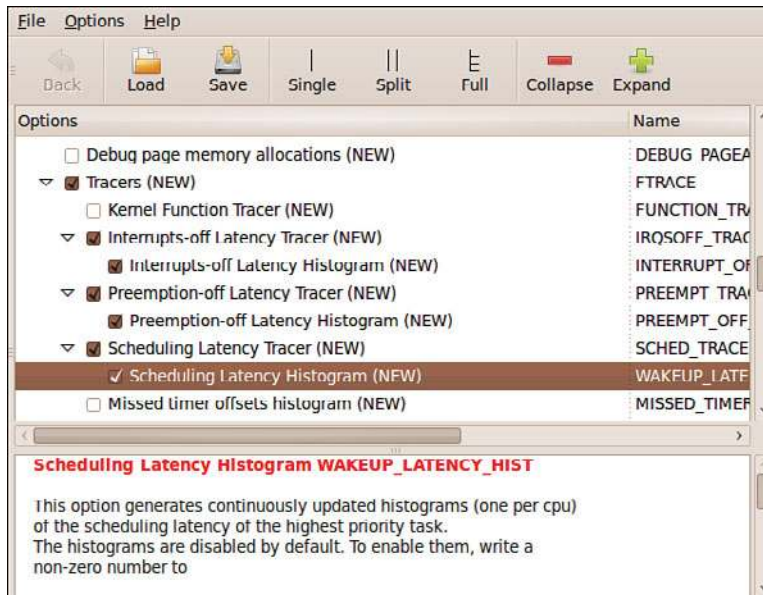 File Options Help
Back Load Save Single Split Full Collapse Expand
Options Name
Debug page memory allocations (NEW) DEBUG_PAGEA
Tracers (NEW) FTRACE
Kernel Function Tracer (NEW) FUNCTION_TRA
Interrupts-off Latency Tracer (NEW) IRQSOFF_TRAC
Interrupts-off Latency Histogram (NEW) INTERRUPT_OF
Preemption-off Latency Tracer (NEW) PREEMPT_TRA
Preemption-off Latency Histogram (NEW) PREEMPT_OFF_
Scheduling Latency Tracer (NEW) SCHED_TRACE
Scheduling Latency Histogram (NEW) WAKEUP_LATE
Missed timer offsets histogram (NEW) MISSED_TIMER
Scheduling Latency Histogram WAKEUP_LATENCY_HIST
This option generates continuously updated histograms (one per cpu)
of the scheduling latency of the highest priority task.
The histograms are disabled by default. To enable them, write a
non-zero number to